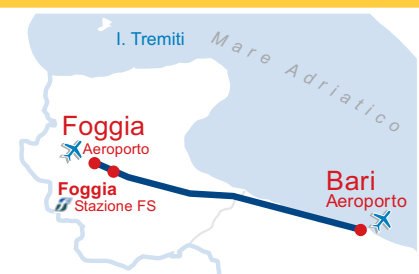 I. Tremiti
Mare Adriatico
Foggia
Aeroporto
Foggia
Stazione FS
Bari
Aeroporto